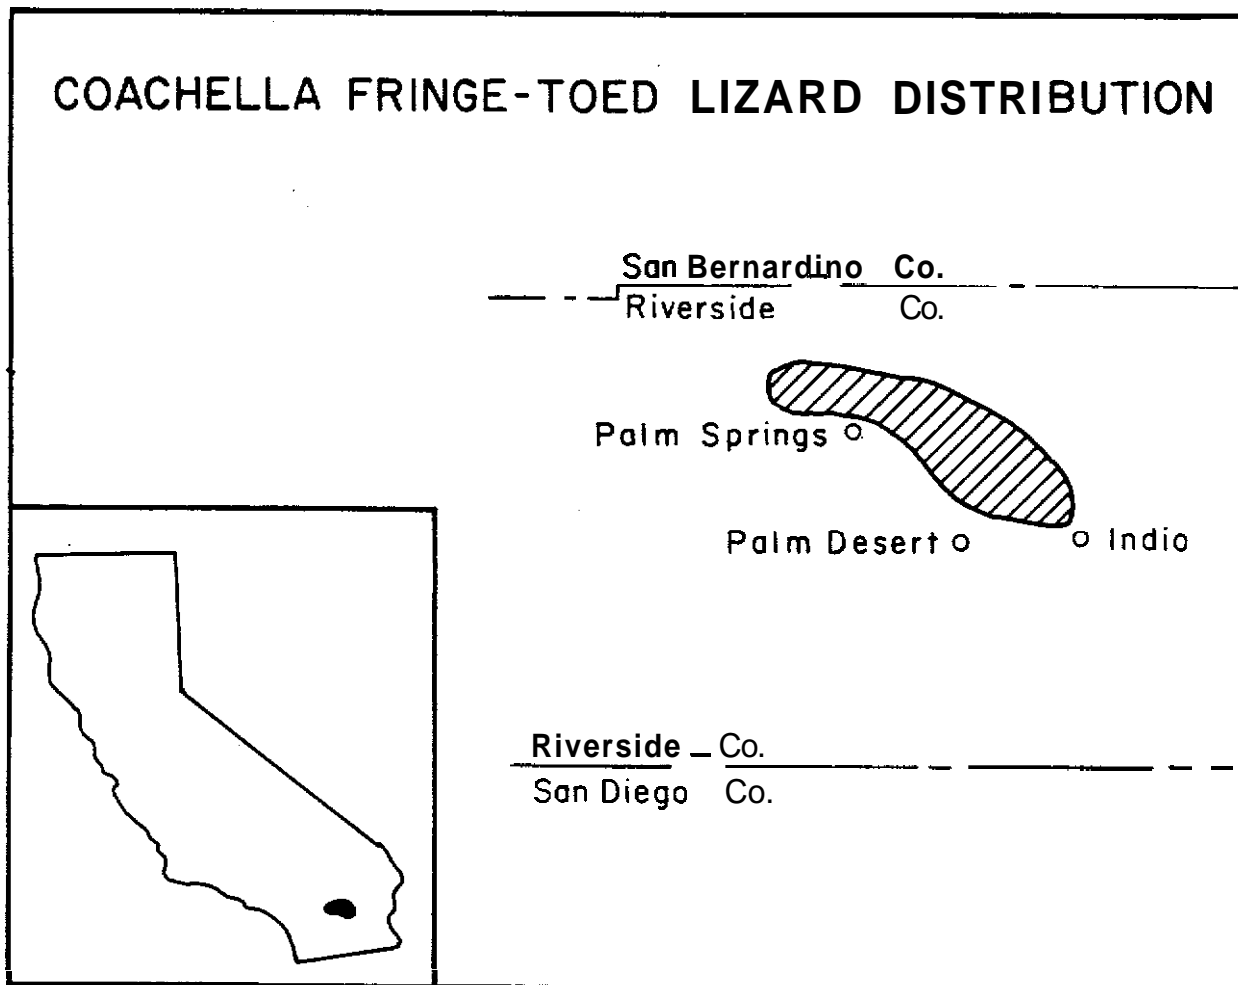 COACHELLA FRINGE-TOED LIZARD DISTRIBUTION
San Bernardino Co.
Riverside Co.
Palm Springs
Palm Desert
Indio
Riverside Co.
San Diego Co.